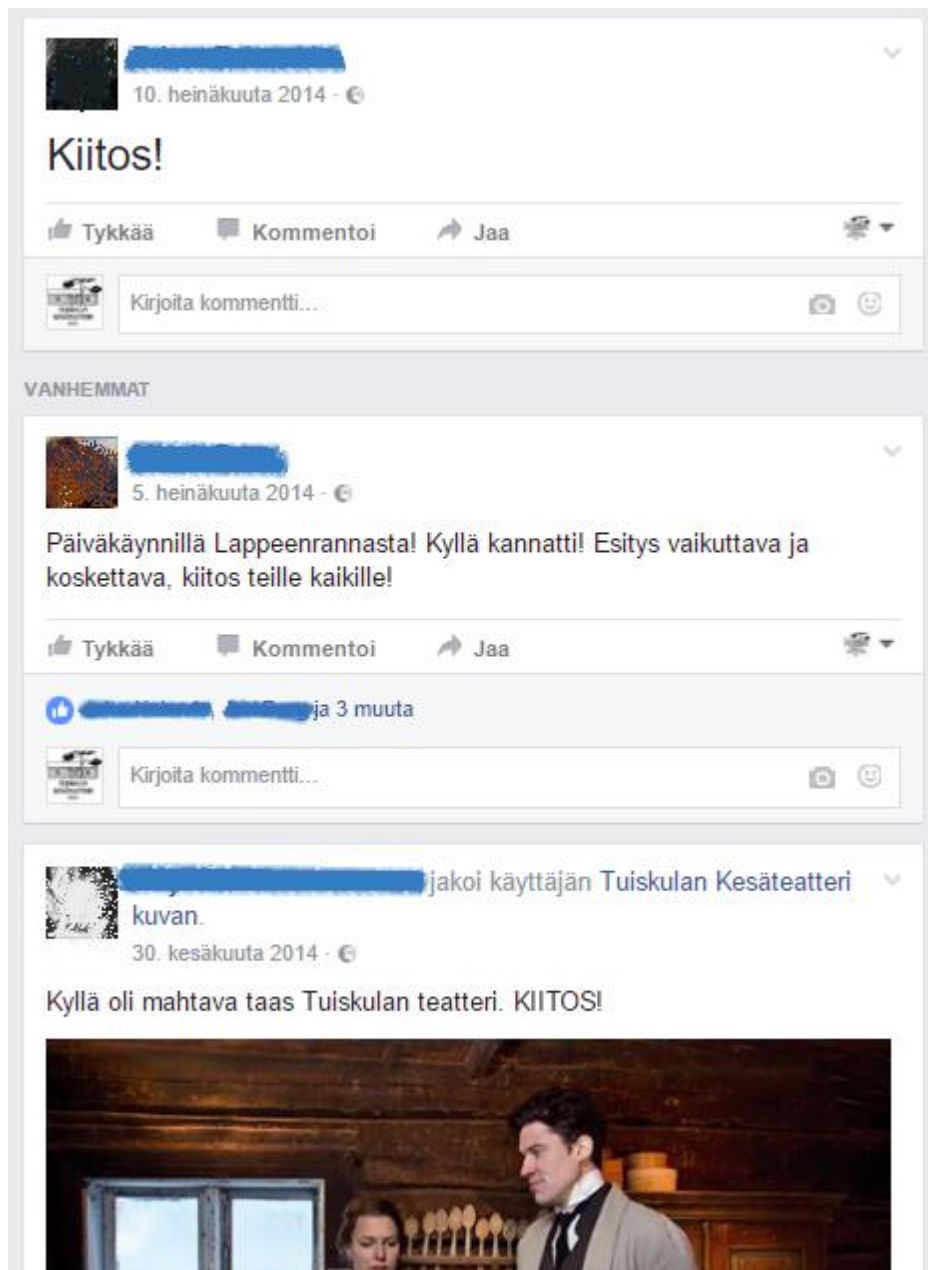 10. heinäkuuta 2014 ·
Kiitos!
Tykkää Kommentoi Jaa
Kirjoita kommentti...
VANHEMMAT
5. heinäkuuta 2014 ·
Päiväkäynnillä Lappeenrannasta! Kyllä kannatti! Esitys vaikuttava ja
koskettava, kiitos teille kaikille!
Tykkää Kommentoi Jaa
, ja 3 muuta
Kirjoita kommentti...
jakoi käyttäjän Tuiskulan Kesäteatteri
kuvan.
30. kesäkuuta 2014 ·
Kyllä oli mahtava taas Tuiskulan teatteri. KIITOS!